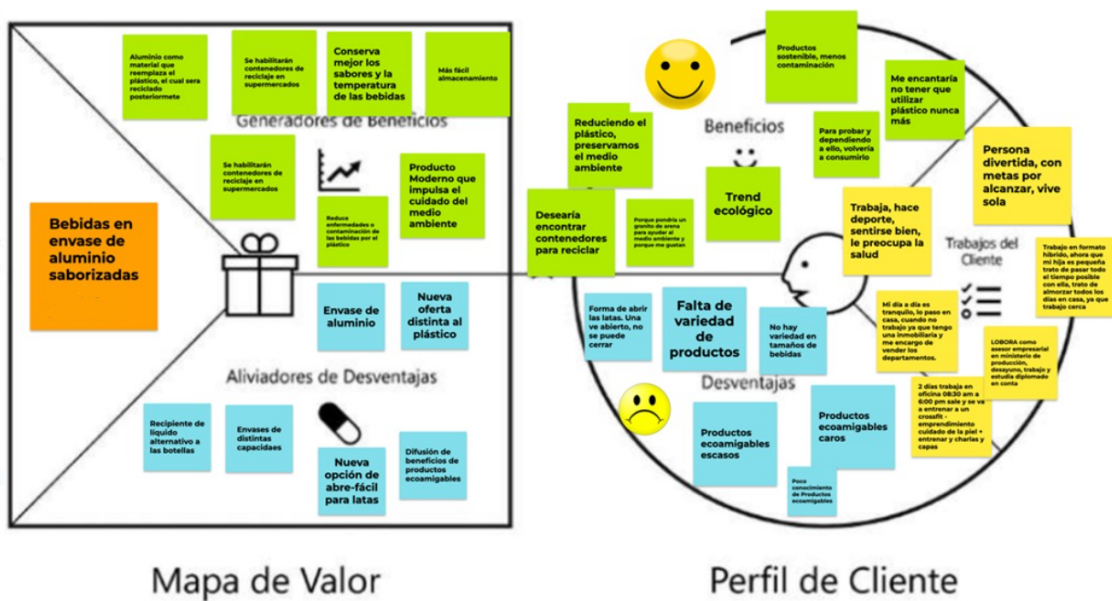 Aluminio como
material que
reemplaza el
plástico, el cual sera
reciclado
posteriormete
Se habilitarán
contenedores de
reciclaje en
supermercados
Conserva
mejor los
sabores y la
temperatura
de las bebidas
Más fácil
almacenamiento
Generadores de Beneficios
Se habilitarán
contenedores de
reciclaje en
supermercados
Reduce
enfermedades o
contaminación de
las bebidas por el
plástico
Producto
Moderno que
impulsa el
cuidado del
medio
ambiente
Bebidas en
envase de
aluminio
saborizadas
Envase de
aluminio
Nueva
oferta
distinta al
plástico
Aliviadores de Desventajas
Recipiente de
líquido
alternativo a
las botellas
Envases de
distintas
capacidaes
Nueva
opción de
abre-fácil
para latas
Difusión de
beneficios de
productos
ecoamigables
Mapa de Valor
Productos
sostenible, menos
contaminación
Me encantaría
no tener que
utilizar
plástico nunca
más
Reduciendo el
plástico,
preservamos el
medio
ambiente
Beneficios
Para probar y
dependiendo a
ello, volvería a
consumirlo
Desearía
encontrar
contenedores
para reciclar
Porque pondría un
granito de arena
para ayudar al
medio ambiente y
porque me gustan
Trend
ecológico
Persona
divertida, con
metas por
alcanzar, vive
sola
Trabaja, hace
deporte,
sentirse bien,
le preocupa la
salud
Trabajos del
Cliente
Trabajo en formato
híbrido, ahora que
mi hija es pequeña
trato de pasar todo
el tiempo posible
con ella, trato de
almorzar todos los
días en casa, ya que
trabajo cerca
Mi día a día es
tranquilo, lo paso en
casa, cuando no
trabajo ya que tengo
una inmobiliaria y
me encargo de
vender los
departamentos.
LOBORA como
asesor empresarial
en ministerio de
producción,
desayuno, trabajo y
estudia diplomado
en conta
2 días trabaja en
oficina 08:30 am a
6:00 pm sale y se va
a entrenar a un
crossfit -
emprendimiento
cuidado de la piel +
entrenar y charlas y
capas
Forma de abrir
las latas. Una
ve abierto, no
se puede
cerrar
Falta de
variedad
de
productos
No hay
variedad en
tamaños de
bebidas
Desventajas
Productos
ecoamigables
escasos
Productos
ecoamigables
caros
Poco
conocimiento
de Productos
ecoamigables
Perfil de Cliente